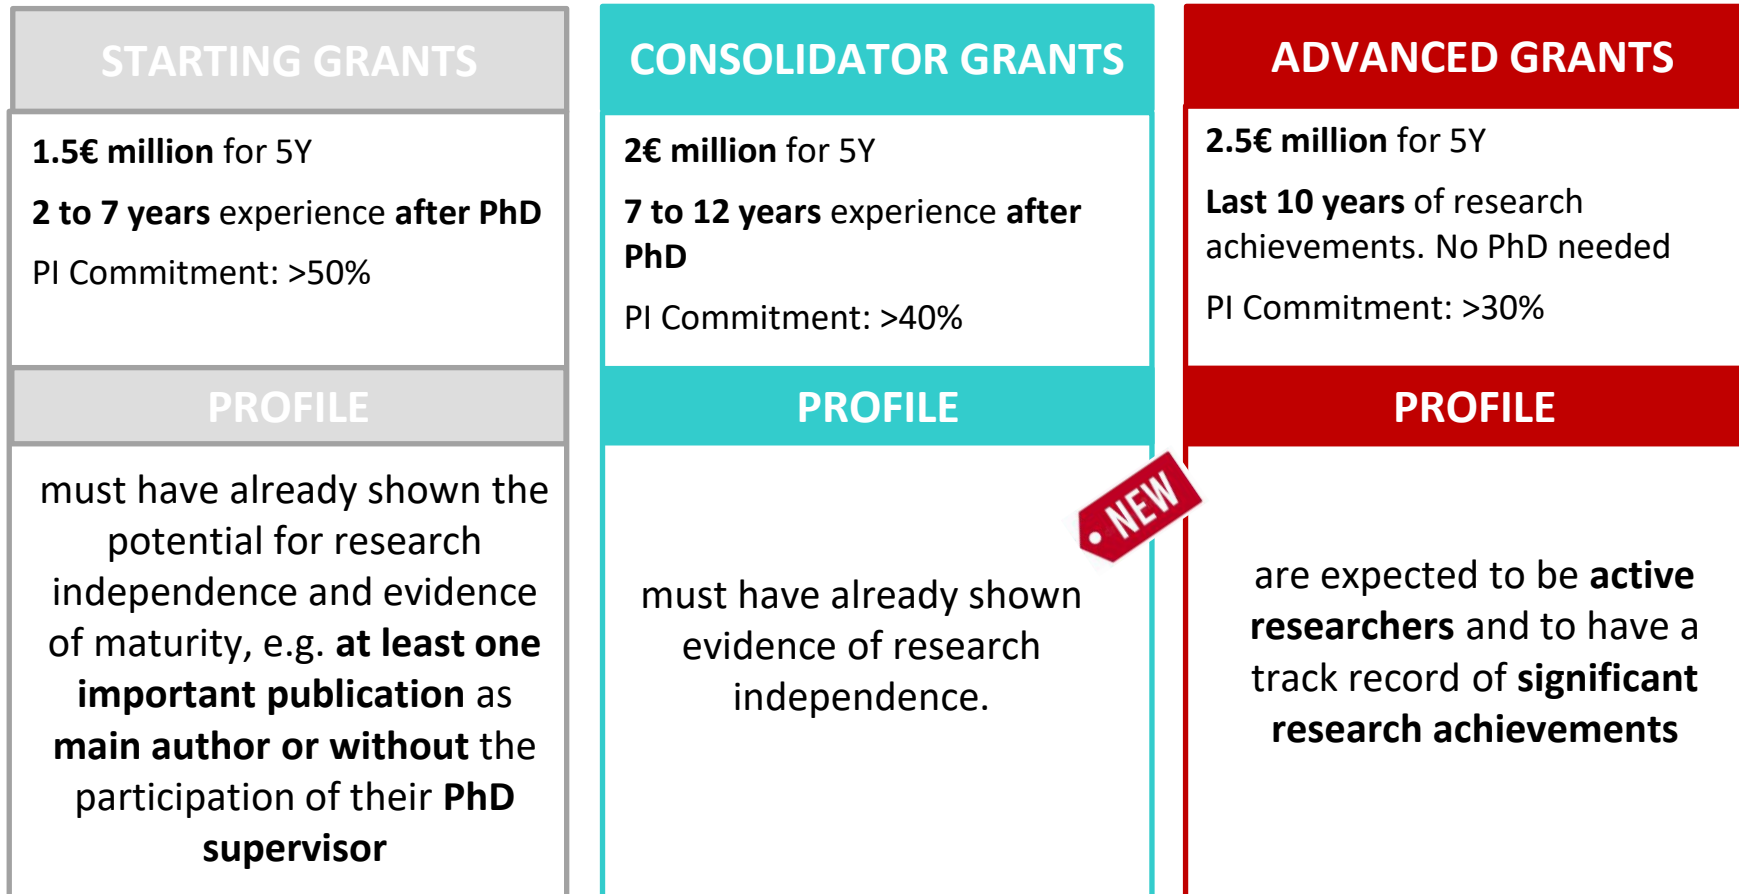 STARTING GRANTS
1.5€ million for 5Y
2 to 7 years experience after PhD
PI Commitment: >50%
PROFILE
must have already shown the
potential for research
independence and evidence
of maturity, e.g. at least one
important publication as
main author or without the
participation of their PhD
supervisor
CONSOLIDATOR GRANTS
2€ million for 5Y
7 to 12 years experience after
PhD
PI Commitment: >40%
PROFILE
NEW
must have already shown
evidence of research
independence.
ADVANCED GRANTS
2.5€ million for 5Y
Last 10 years of research
achievements. No PhD needed
PI Commitment: >30%
PROFILE
are expected to be active
researchers and to have a
track record of significant
research achievements